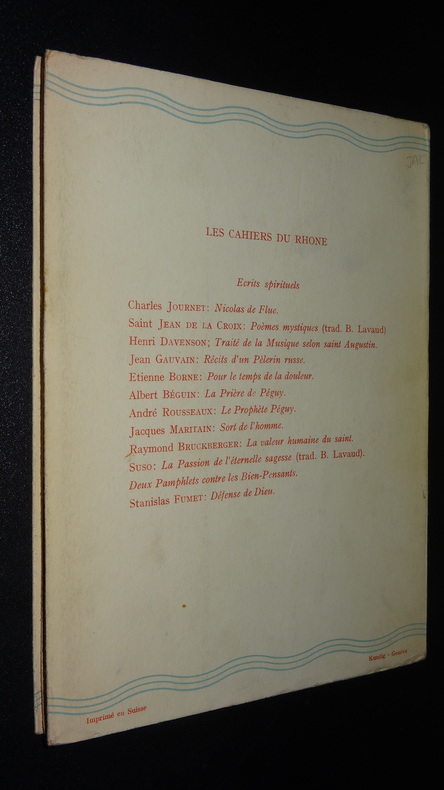 LES CAHIERS DU RHONE
Ecrits spirituels
Charles JOURNET: Nicolas de Flue.
Saint JEAN DE LA CROIX: Poèmes mystiques (trad. B. Lavaud)
Henri DAVENSON; Traité de la Musique selon saint Augustin.
Jean GAUVAIN: Récits d'un Pèlerin russe.
Etienne BORNE: Pour le temps de la douleur.
Albert BÉGUIN: La Prière de Péguy.
André ROUSSEAUX: Le Prophète Péguy.
Jacques MARITAIN: Sort de l'homme.
Raymond BRUCKBERGER: La valeur humaine du saint.
SUSO: La Passion de l'éternelle sagesse (trad. B. Lavaud).
Deux Pamphlets contre les Bien-Pensants.
Stanislas FUMET: Défense de Dieu.
Imprimé en Suisse